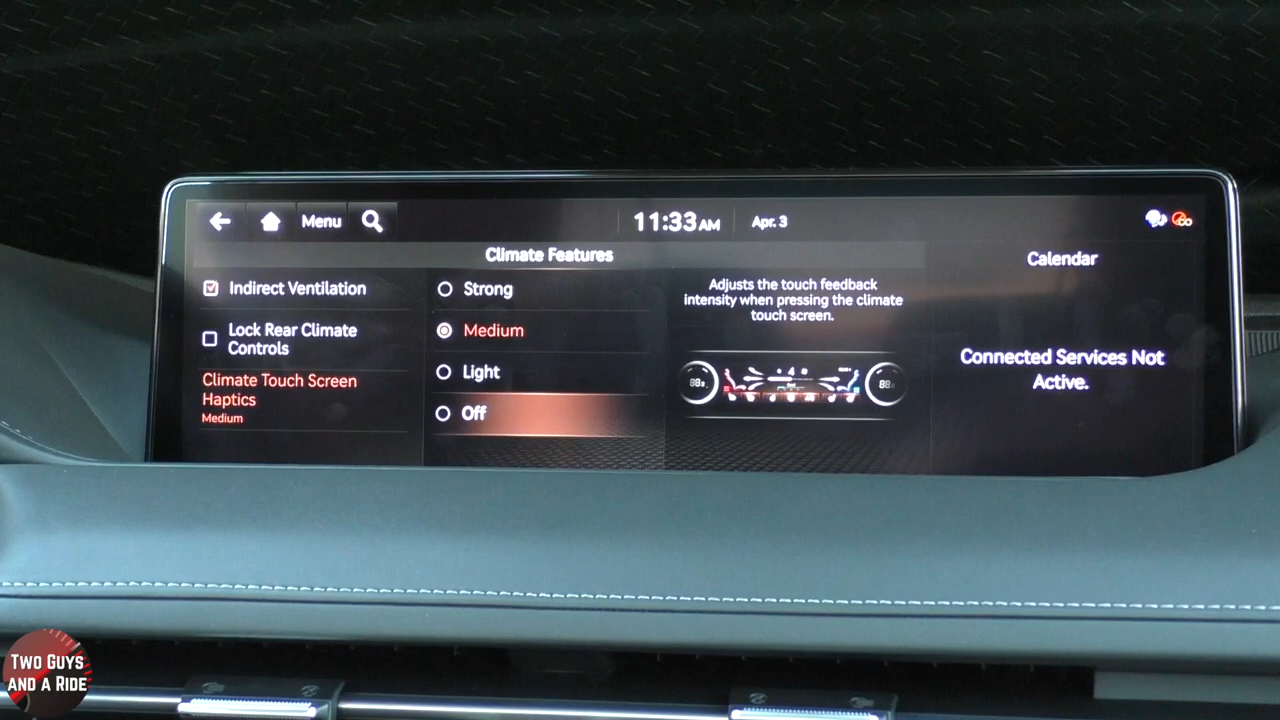 Menu
11:33 AM
Apr. 3
Climate Features
Indirect Ventilation
Lock Rear Climate
Controls
Climate Touch Screen
Haptics
Medium
Strong
Medium
Light
Off
Adjusts the touch feedback
intensity when pressing the climate
touch screen.
Calendar
Connected Services Not
Active.
TWO GUYS
AND A RIDE